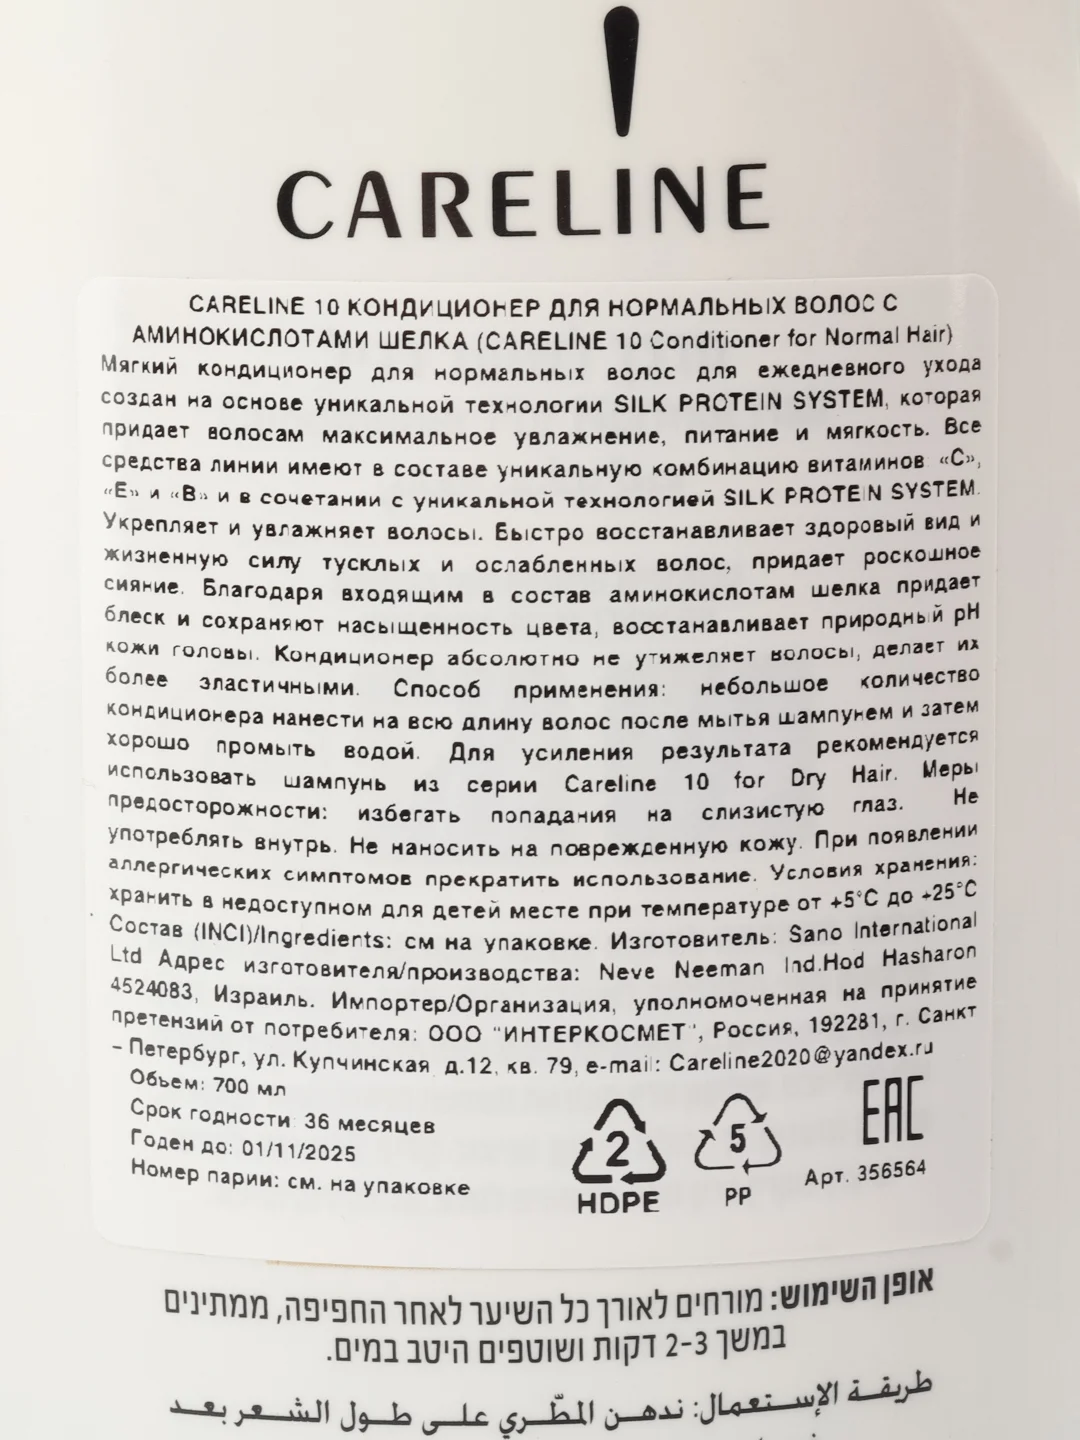 CARELINE
CARELINE 10 КОНДИЦИОНЕР ДЛЯ НОРМАЛЬНЫХ ВОЛОС С
АМИНОКИСЛОТАМИ ШЕЛКА (CARELINE 10 Conditioner for Normal Hair)
Мягкий кондиционер для нормальных волос для ежедневного ухода
создан на основе уникальной технологии SILK PROTEIN SYSTEM, которая
придает волосам максимальное увлажнение, питание и мягкость. Все
средства линии имеют в составе уникальную комбинацию витаминов «С»,
«Е» и «В» и в сочетании с уникальной технологией SILK PROTEIN SYSTEM.
Укрепляет и увлажняет волосы. Быстро восстанавливает здоровый вид и
жизненную силу тусклых и ослабленных волос, придает роскошное
сияние. Благодаря входящим в состав аминокислотам шелка придает
блеск и сохраняют насыщенность цвета, восстанавливает природный рН
кожи головы. Кондиционер абсолютно не утяжеляет волосы, делает их
более эластичными. Способ применения: небольшое количество
кондиционера нанести на всю длину волос после мытья шампунем и затем
хорошо промыть водой. Для усиления результата рекомендуется
использовать шампунь из серии Careline 10 for Dry Hair. Меры
предосторожности: избегать попадания на слизистую глаз. Не
употреблять внутрь. Не наносить на поврежденную кожу. При появлении
аллергических симптомов прекратить использование. Условия хранения:
хранить в недоступном для детей месте при температуре от +5°С до +25°С
Состав (INCI)/Ingredients: см на упаковке. Изготовитель: Sano International
Ltd Адрес изготовителя/производства: Neve Neeman Ind.Hod Hasharon
4524083, Израиль. Импортер/Организация, уполномоченная на принятие
претензий от потребителя: ООО "ИНТЕРКОСМЕТ", Россия, 192281, г. Санкт
– Петербург, ул. Купчинская д.12, кв. 79, e-mail: Careline2020@yandex.ru
Объем: 700 мл
Срок годности 36 месяцев
Годен до: 01/11/2025
Номер парии: см. на упаковке
2
HDPE
5
PP
EAC
Арт. 356564
אופן השימוש: מורחים לאורך כל השיער לאחר החפיפה, ממתינים
במשך 2-3 דקות ושוטפים היטב במים.
طريقة الإستعمال: ندهن المطّري على طول الشعر بعد